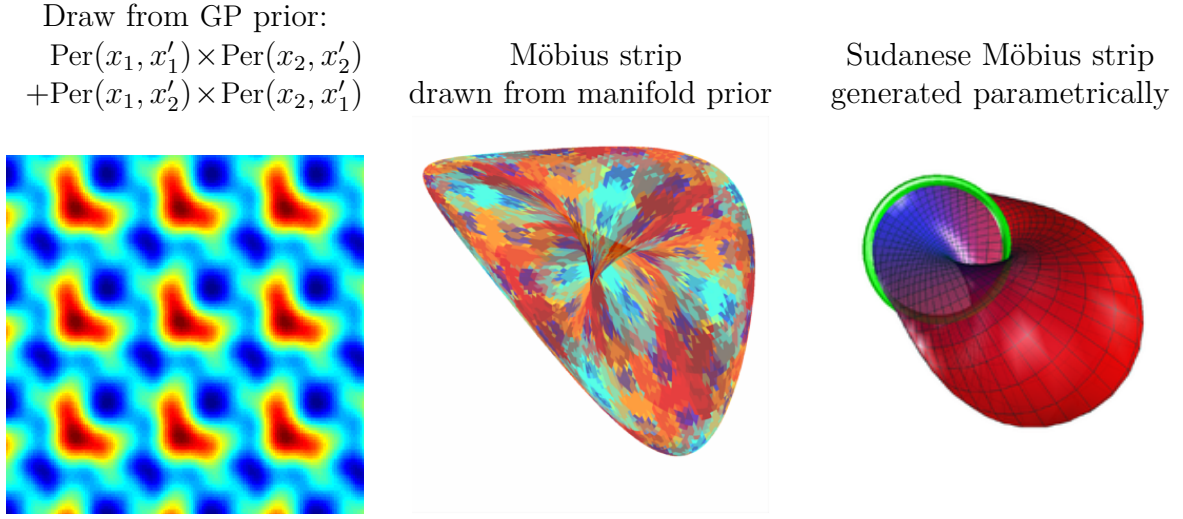 Draw from GP prior:
Per(x₁, x′₁)×Per(x₂, x′₂)
+Per(x₁, x′₂)×Per(x₂, x′₁)
Möbius strip
drawn from manifold prior
Sudanese Möbius strip
generated parametrically